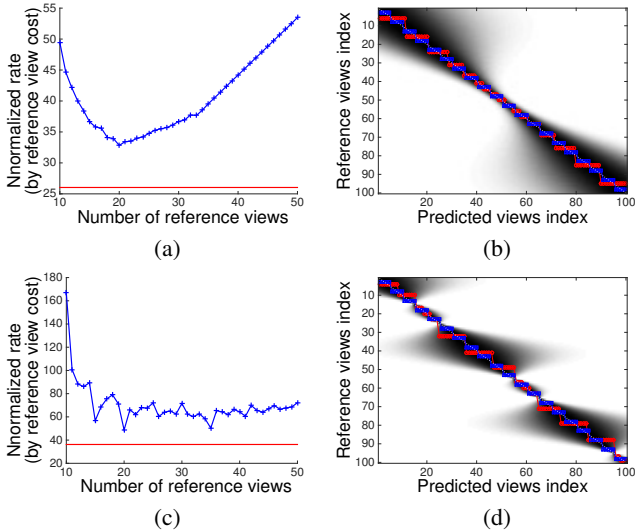 55
50
45
40
35
30
25
10 20 30 40 50
Nnormalized rate
(by reference view cost)
Number of reference views
(a)
10
20
30
40
50
60
70
80
90
100
20 40 60 80 100
Reference views index
Predicted views index
(b)
180
160
140
120
100
80
60
40
20
10 20 30 40 50
Nnormalized rate
(by reference view cost)
Number of reference views
(c)
10
20
30
40
50
60
70
80
90
100
20 40 60 80 100
Reference views index
Predicted views index
(d)